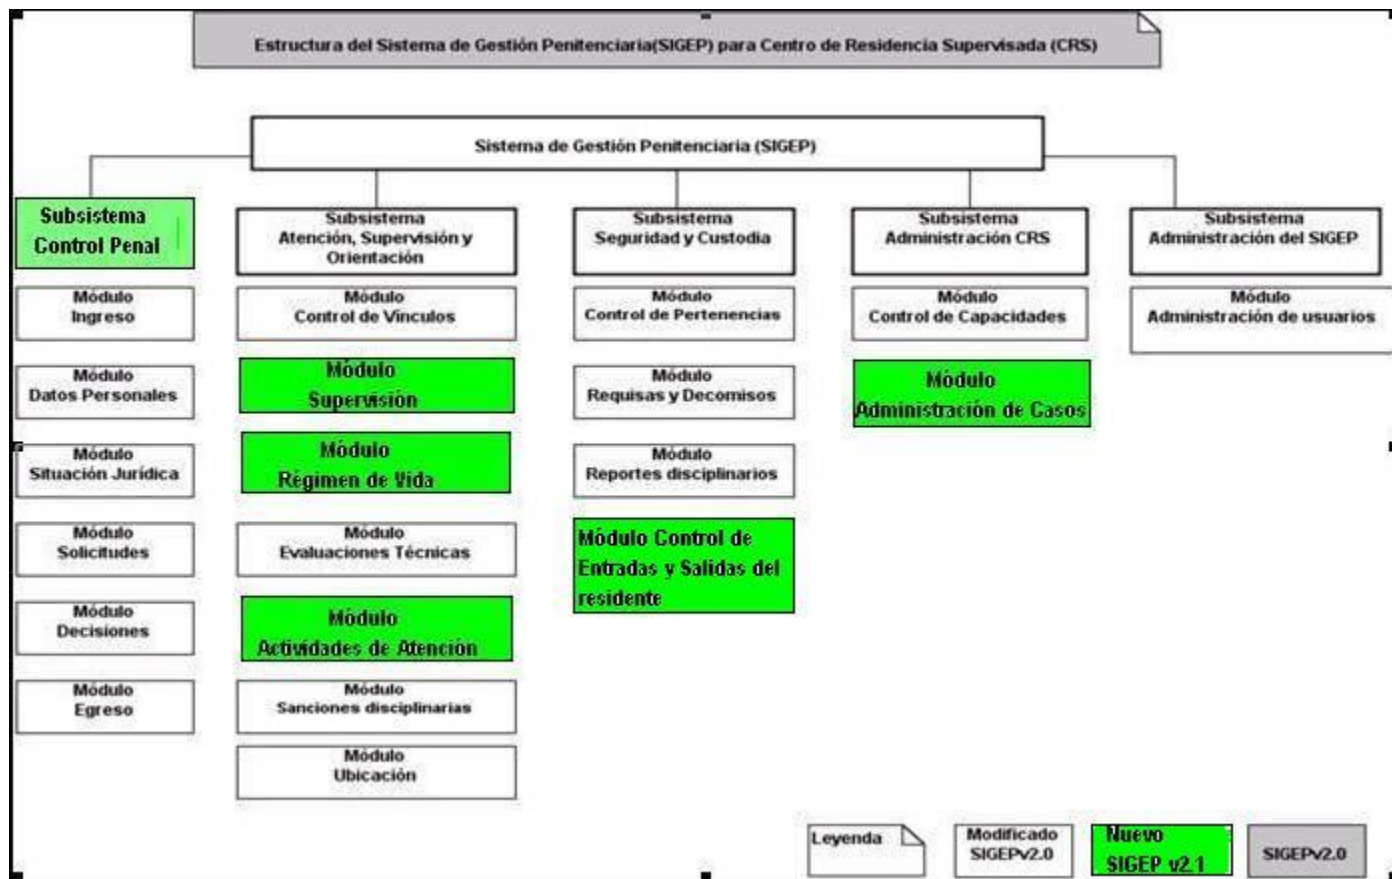 Estructura del Sistema de Gestión Penitenciaria(SIGEP) para Centro de Residencia Supervisada (CRS)
Sistema de Gestión Penitenciaria (SIGEP)
Subsistema
Control Penal
Módulo
Ingreso
Módulo
Datos Personales
Módulo
Situación Jurídica
Módulo
Solicitudes
Módulo
Decisiones
Módulo
Egreso
Subsistema
Atención, Supervisión y
Orientación
Módulo
Control de Vínculos
Módulo
Supervisión
Módulo
Régimen de Vida
Módulo
Evaluaciones Técnicas
Módulo
Actividades de Atención
Módulo
Sanciones disciplinarias
Módulo
Ubicación
Subsistema
Seguridad y Custodia
Módulo
Control de Pertenencias
Módulo
Requisas y Decomisos
Módulo
Reportes disciplinarios
Módulo Control de
Entradas y Salidas del
residente
Subsistema
Administración CRS
Módulo
Control de Capacidades
Módulo
Administración de Casos
Subsistema
Administración del SIGEP
Módulo
Administración de usuarios
Leyenda
Modificado
SIGEPv2.0
Nuevo
SIGEP v2.1
SIGEPv2.0